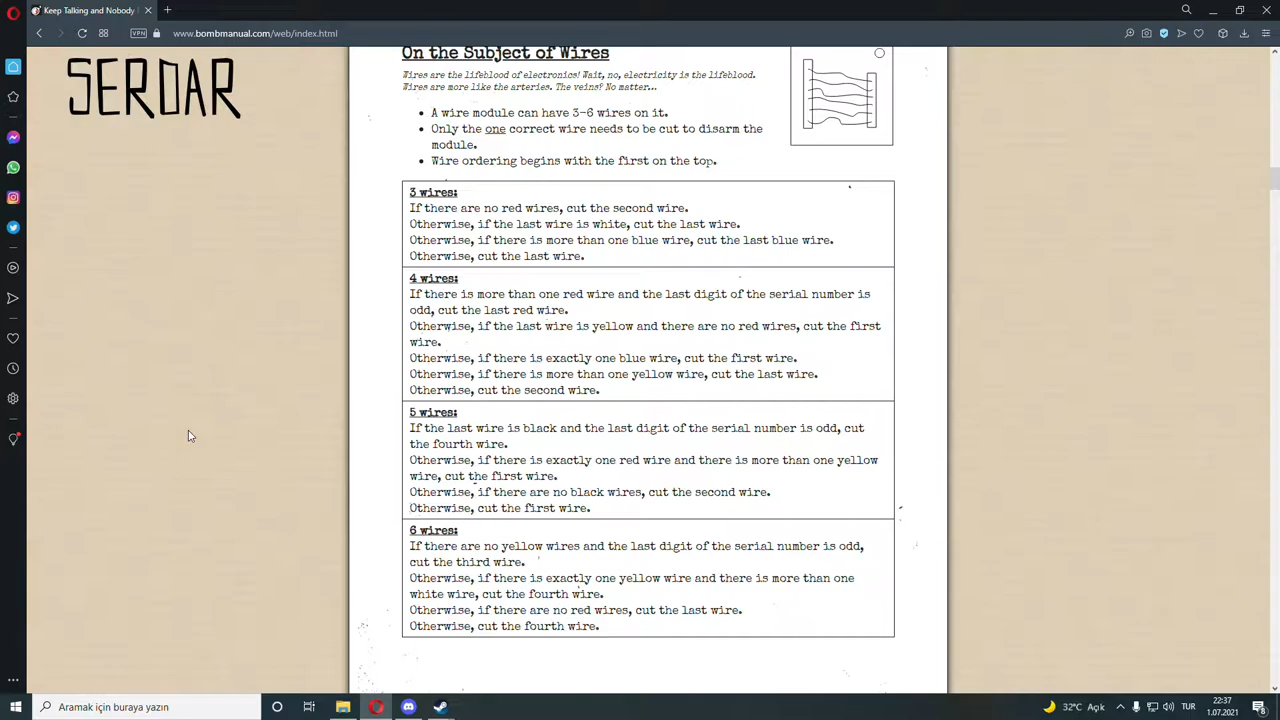 Keep Talking and Nobody
VPN
www.bombmanual.com/web/index.html
SERDAR
On the Subject of Wires
Wires are the lifeblood of electronics! Wait, no, electricity is the lifeblood.
Wires are more like the arteries. The veins? No matter...
• A wire module can have 3-6 wires on it.
• Only the one correct wire needs to be cut to disarm the
module.
• Wire ordering begins with the first on the top.
3 wires:
If there are no red wires, cut the second wire.
Otherwise, if the last wire is white, cut the last wire.
Otherwise, if there is more than one blue wire, cut the last blue wire.
Otherwise, cut the last wire.
4 wires:
If there is more than one red wire and the last digit of the serial number is
odd, cut the last red wire.
Otherwise, if the last wire is yellow and there are no red wires, cut the first
wire.
Otherwise, if there is exactly one blue wire, cut the first wire.
Otherwise, if there is more than one yellow wire, cut the last wire.
Otherwise, cut the second wire.
5 wires:
If the last wire is black and the last digit of the serial number is odd, cut
the fourth wire.
Otherwise, if there is exactly one red wire and there is more than one yellow
wire, cut the first wire.
Otherwise, if there are no black wires, cut the second wire.
Otherwise, cut the first wire.
6 wires:
If there are no yellow wires and the last digit of the serial number is odd,
cut the third wire.
Otherwise, if there is exactly one yellow wire and there is more than one
white wire, cut the fourth wire.
Otherwise, if there are no red wires, cut the last wire.
Otherwise, cut the fourth wire.
Aramak için buraya yazın
32°C Açık
TUR
22:37
1.07.2021
8